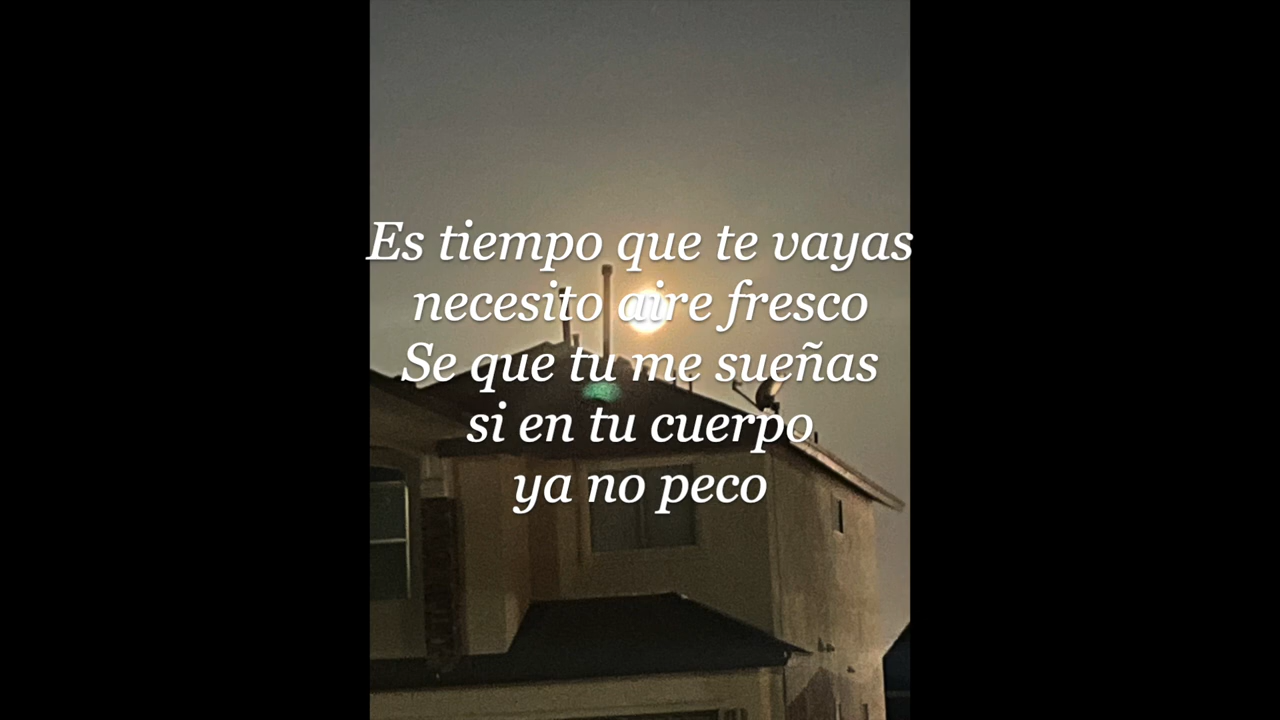 Es tiempo que te vayas
necesito aire fresco
Se que tu me sueñas
si en tu cuerpo
ya no peco